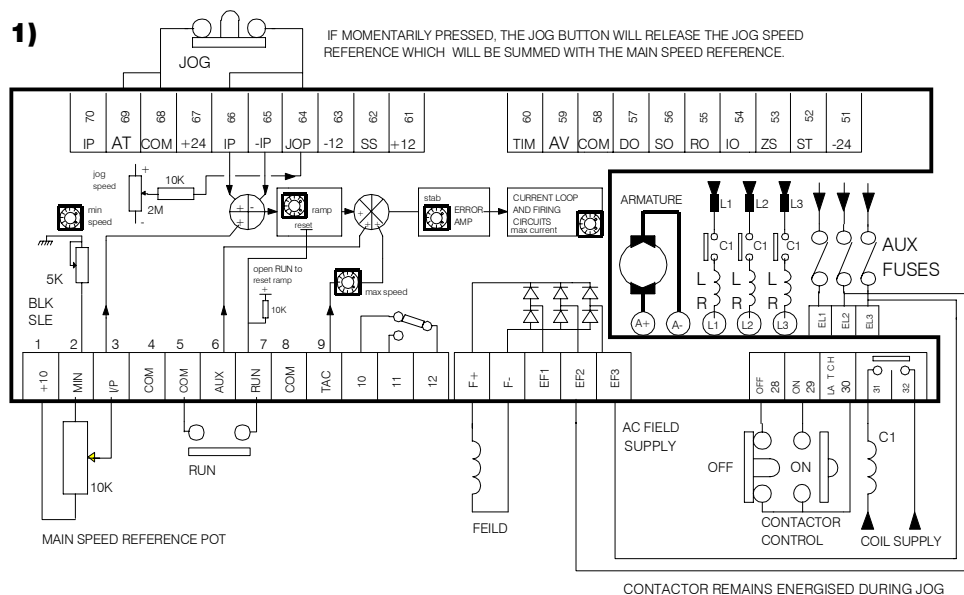 1)
JOG
IF MOMENTARILY PRESSED, THE JOG BUTTON WILL RELEASE THE JOG SPEED
REFERENCE WHICH WILL BE SUMMED WITH THE MAIN SPEED REFERENCE.
70 69 68 67 66 65 64 63 62 61
IP AT COM +24 IP -IP JOP -12 SS +12
60 59 58 57 56 55 54 53 52 51
TIM AV COM DO SO RO IO ZS ST -24
jog
speed
+
10K
-
2M
min
speed
5K
BLK
SLE
+ -
+
ramp
reset
+ +
-
stab
ERROR
AMP
CURRENT LOOP
AND FIRING
CIRCUITS
max current
open RUN to
reset ramp
+
10K
max speed
ARMATURE
L1 L2 L3
C1 C1 C1
L L L
R R R
A+ A- L1 L2 L3
AUX
FUSES
EL1 EL2 EL3
1 2 3 4 5 6 7 8 9
+10 MIN I/P COM COM AUX RUN COM TAC 10 11 12
F+ F- EF1 EF2 EF3
OFF 28 ON 29 LA T CH 30 31 32
10K
MAIN SPEED REFERENCE POT
RUN
FEILD
AC FIELD
SUPPLY
OFF
ON
CONTACTOR
CONTROL
C1
COIL SUPPLY
CONTACTOR REMAINS ENERGISED DURING JOG